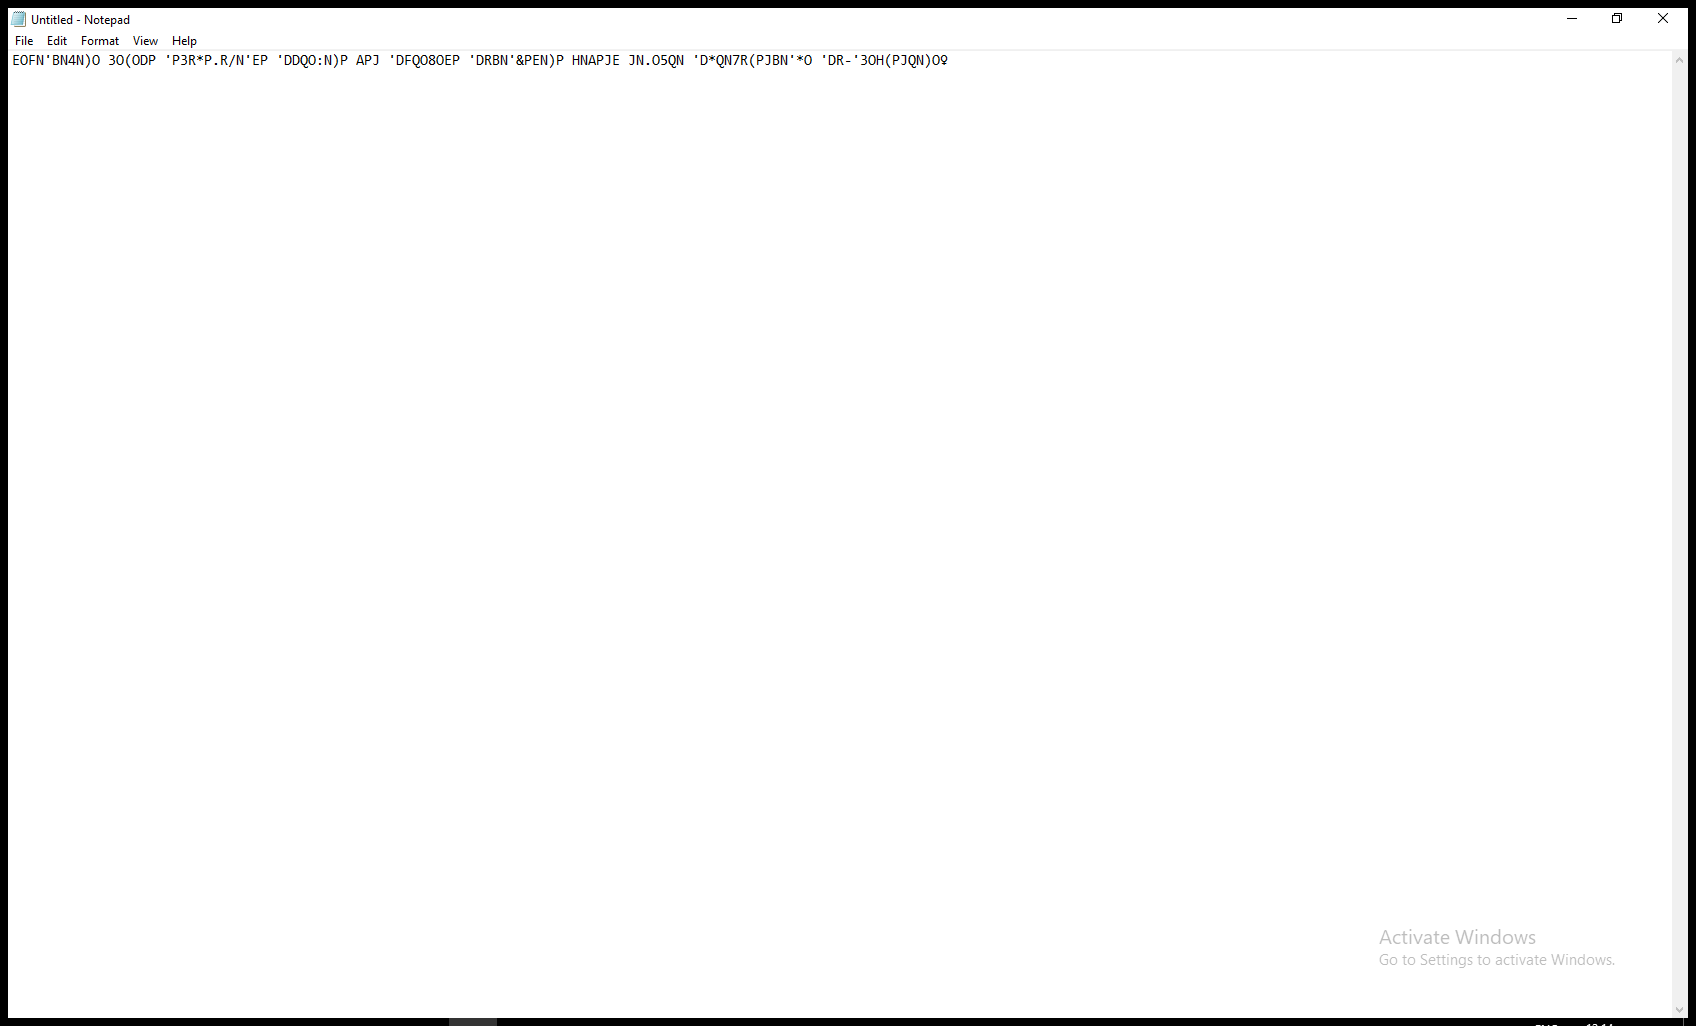 Untitled - Notepad
File Edit Format View Help
EOFN'BN4N)O 3O(ODP 'P3R*P.R/N'EP 'DDQO:N)P APJ 'DFQO8OEP 'DRBN'&PEN)P HNAPJE JN.O5QN 'D*QN7R(PJBN'*O 'DR-'3OH(PJQN)O♀
Activate Windows
Go to Settings to activate Windows.